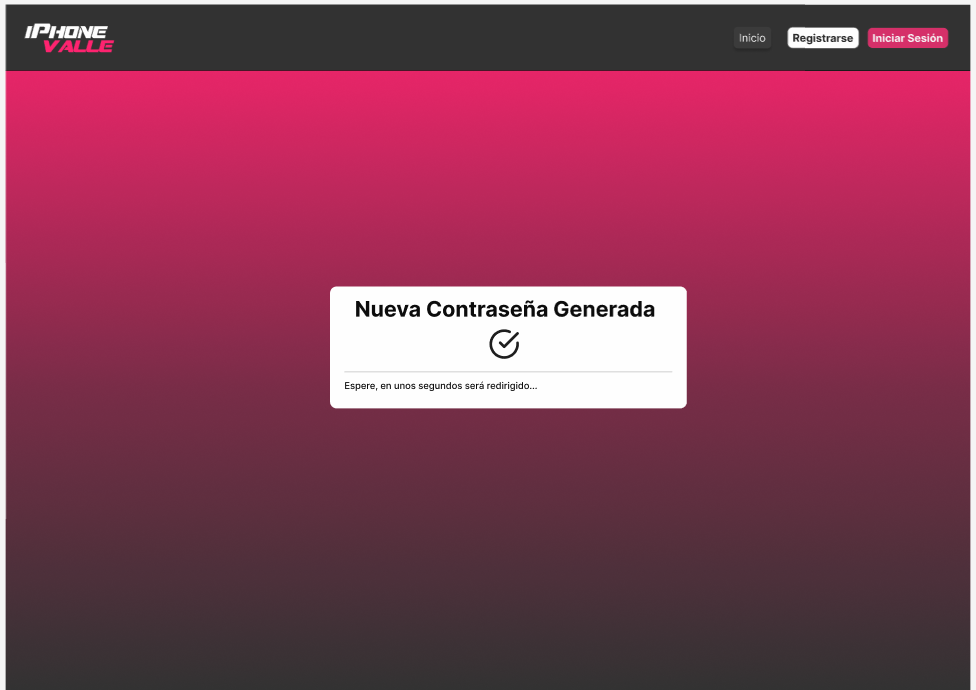 iPHONE
VALLE
Inicio
Registrarse
Iniciar Sesión
Nueva Contraseña Generada
Espere, en unos segundos será redirigido...